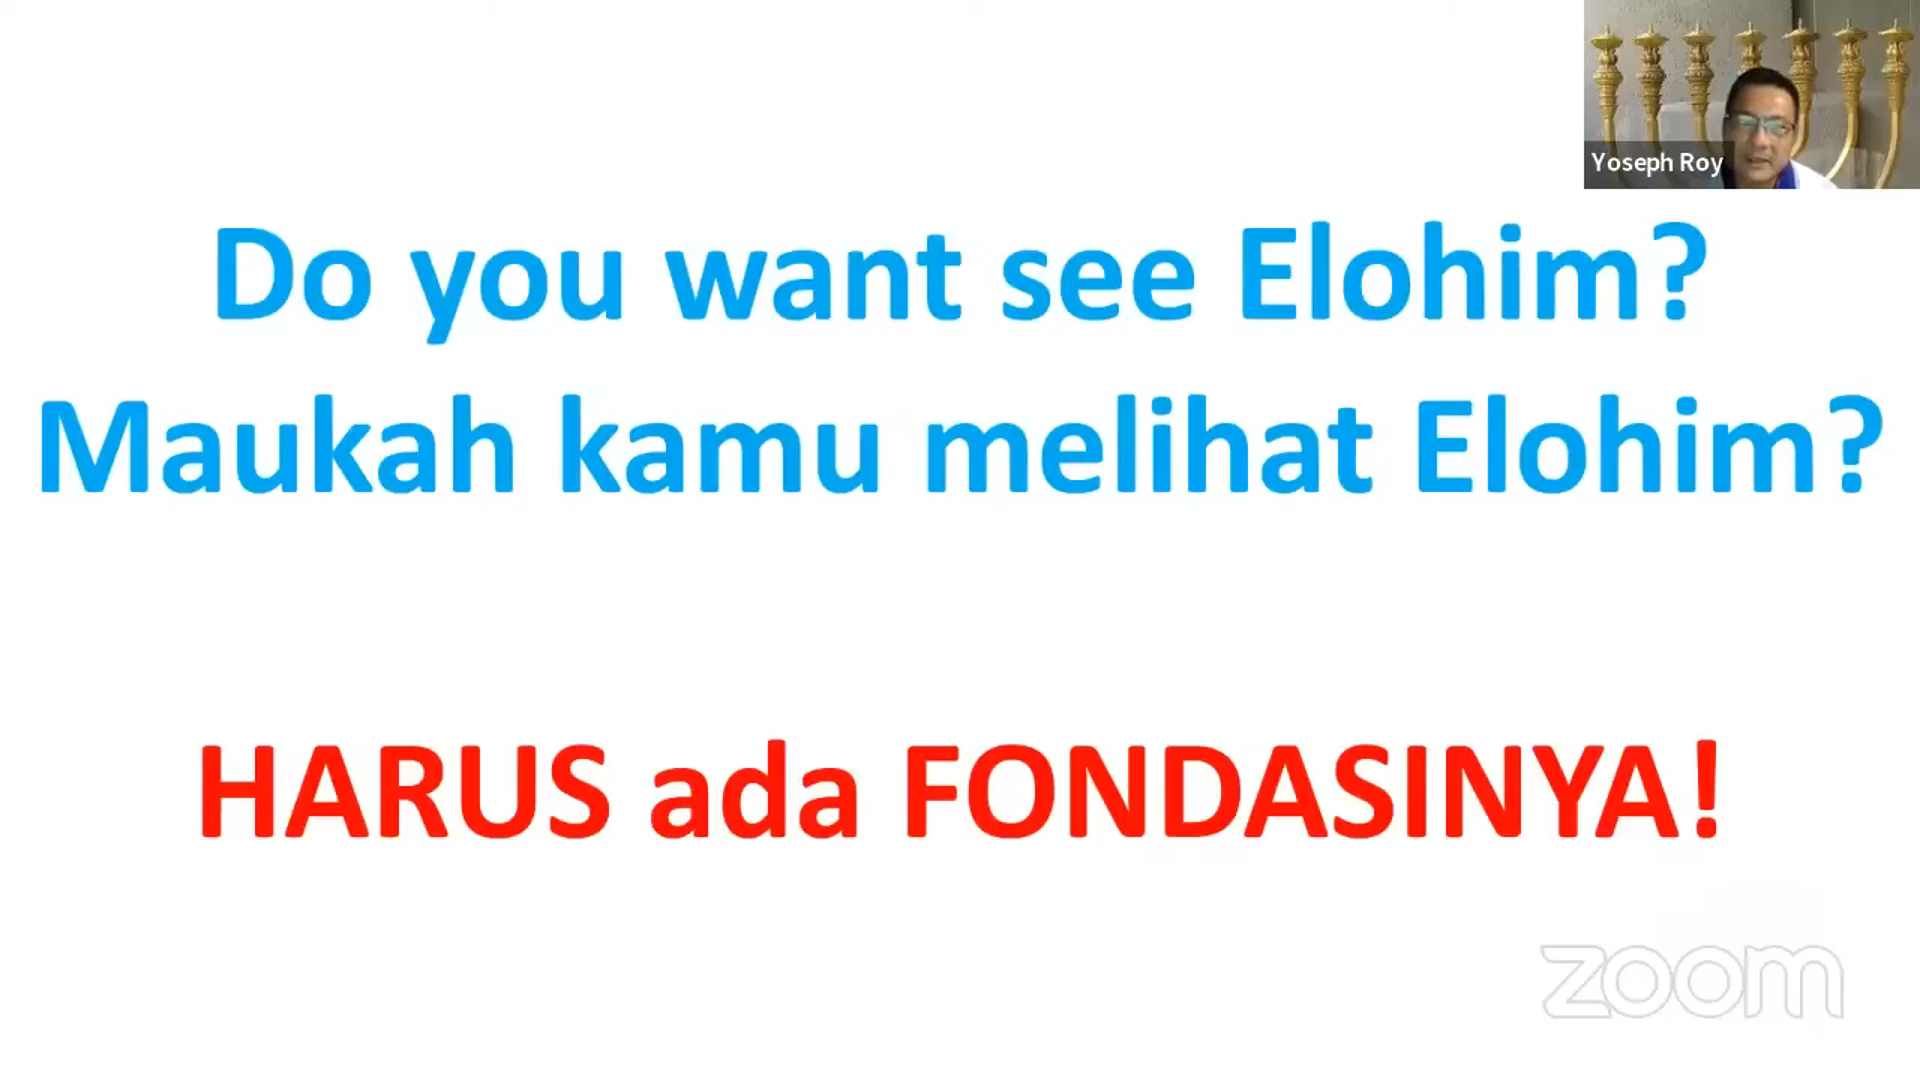 Yoseph Roy
Do you want see Elohim?
Maukah kamu melihat Elohim?
HARUS ada FONDASINYA!
zoom